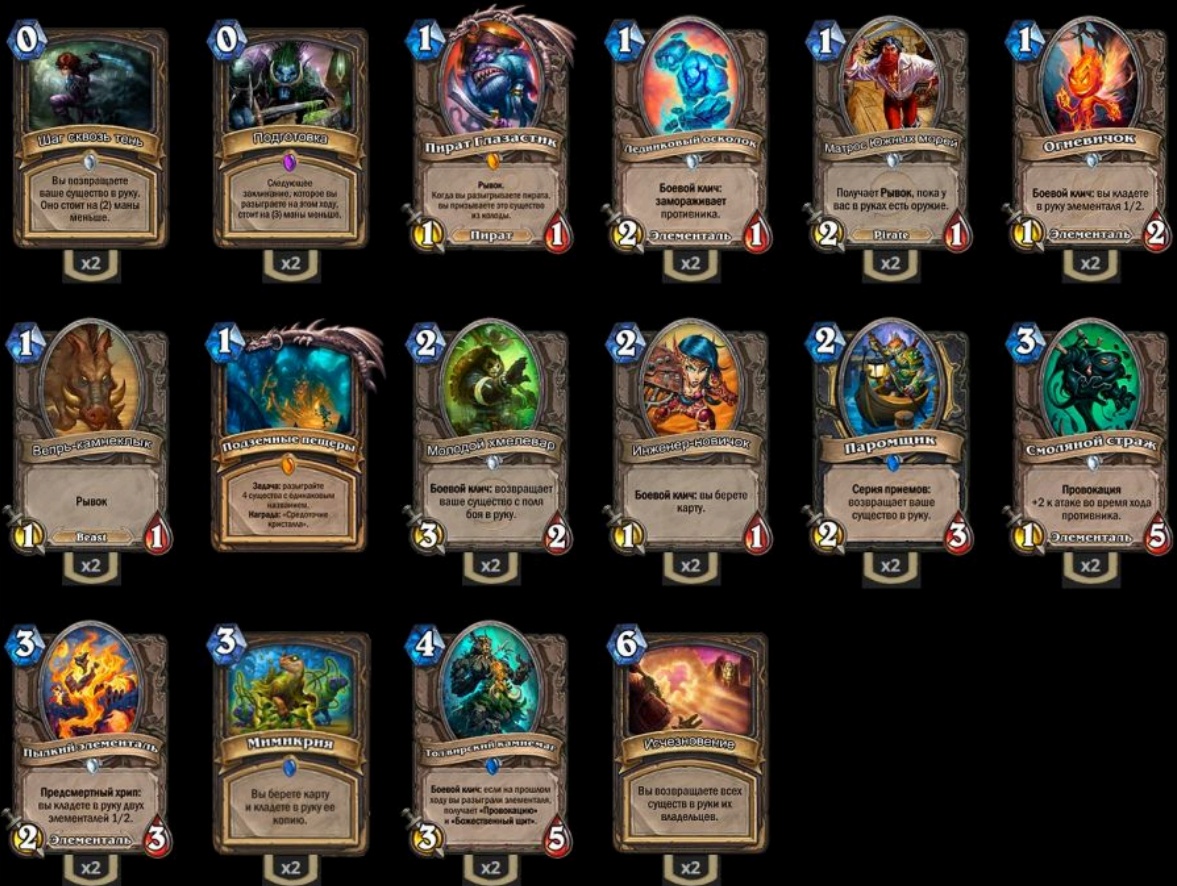 0
Шаг сквозь тень
Вы возвращаете
ваше существо в руку.
Оно стоит на (2) маны
меньше.
x2
0
Подготовка
Следующее
заклинание, которое вы
разыграете на этом ходу,
стоит на (3) маны меньше.
x2
1
Пират Глазастик
Рывок.
Когда вы разыгрываете пирата,
вы призываете это существо
из колоды.
1
Пират
1
1
Ледниковый осколок
Боевой клич:
замораживает
противника.
2
Элементаль
1
x2
1
Матрос Южных морей
Получает Рывок, пока у
вас в руках есть оружие.
2
Pirate
1
x2
1
Огневичок
Боевой клич: вы кладете
в руку элементаля 1/2.
1
Элементаль
2
x2
1
Вепрь-камнеклык
Рывок
1
Beast
1
x2
1
Подземные пещеры
Задача: разыграйте
4 существа с одинаковым
названием.
Награда: «Средоточие
кристалла».
2
Молодой хмелевар
Боевой клич: возвращает
ваше существо с поля
боя в руку.
3
2
x2
2
Инженер-новичок
Боевой клич: вы берете
карту.
1
1
x2
2
Паромщик
Серия приемов:
возвращает ваше
существо в руку.
2
3
x2
3
Смоляной страж
Провокация
+2 к атаке во время хода
противника.
1
Элементаль
5
x2
3
Пылкий элементаль
Предсмертный хрип:
вы кладете в руку двух
элементалей 1/2.
2
Элементаль
3
x2
3
Мимикрия
Вы берете карту
и кладете в руку ее
копию.
x2
4
Толвирский камнемаг
Боевой клич: если на прошлом
ходу вы разыграли элементаля,
получает «Провокацию»
и «Божественный щит».
3
5
x2
6
Исчезновение
Вы возвращаете всех
существ в руки их
владельцев.
x2